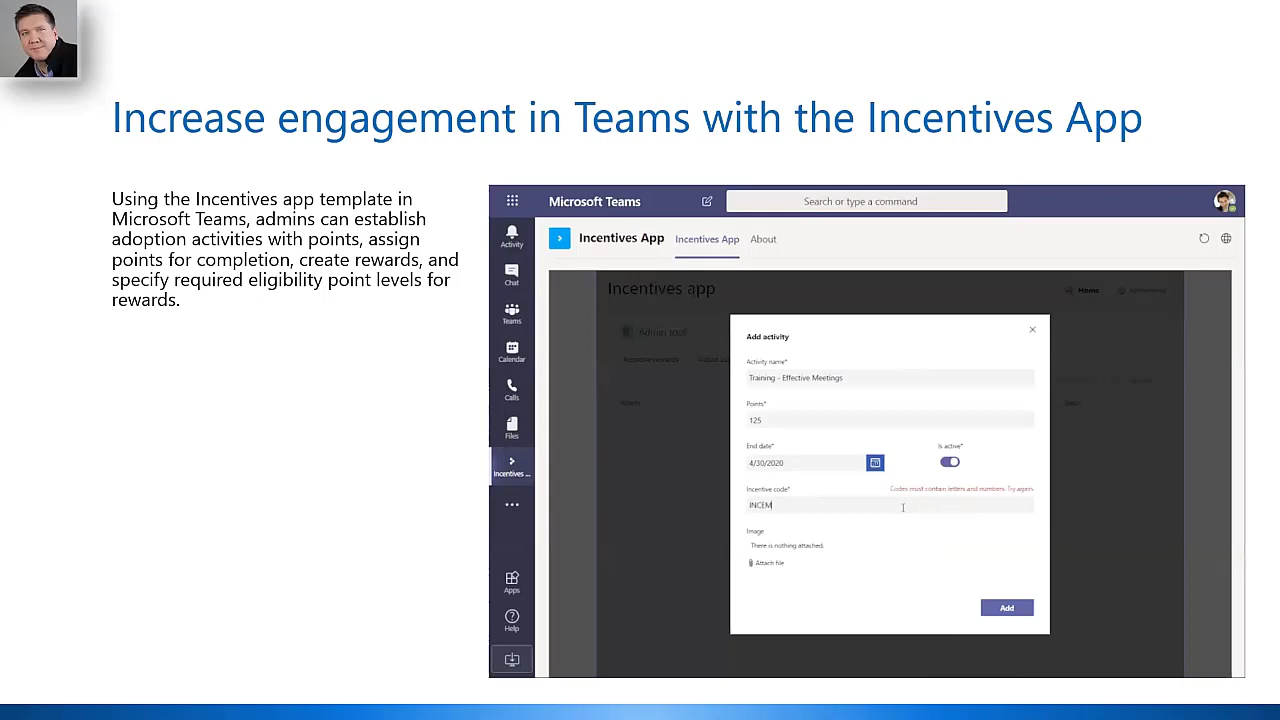 Increase engagement in Teams with the Incentives App
Using the Incentives app template in
Microsoft Teams, admins can establish
adoption activities with points, assign
points for completion, create rewards, and
specify required eligibility point levels for
rewards.
Microsoft Teams
Search or type a command
Activity
Chat
Teams
Calendar
Calls
Files
Incentives ...
Apps
Help
Incentives App
Incentives App
About
Incentives app
Home
Admin tool
Add activity
Activity name*
Training - Effective Meetings
Points*
125
End date*
Is active*
4/30/2020
Incentive code*
Codes must contain letters and numbers. Try again.
INCEM
Image
There is nothing attached.
Attach file
Add